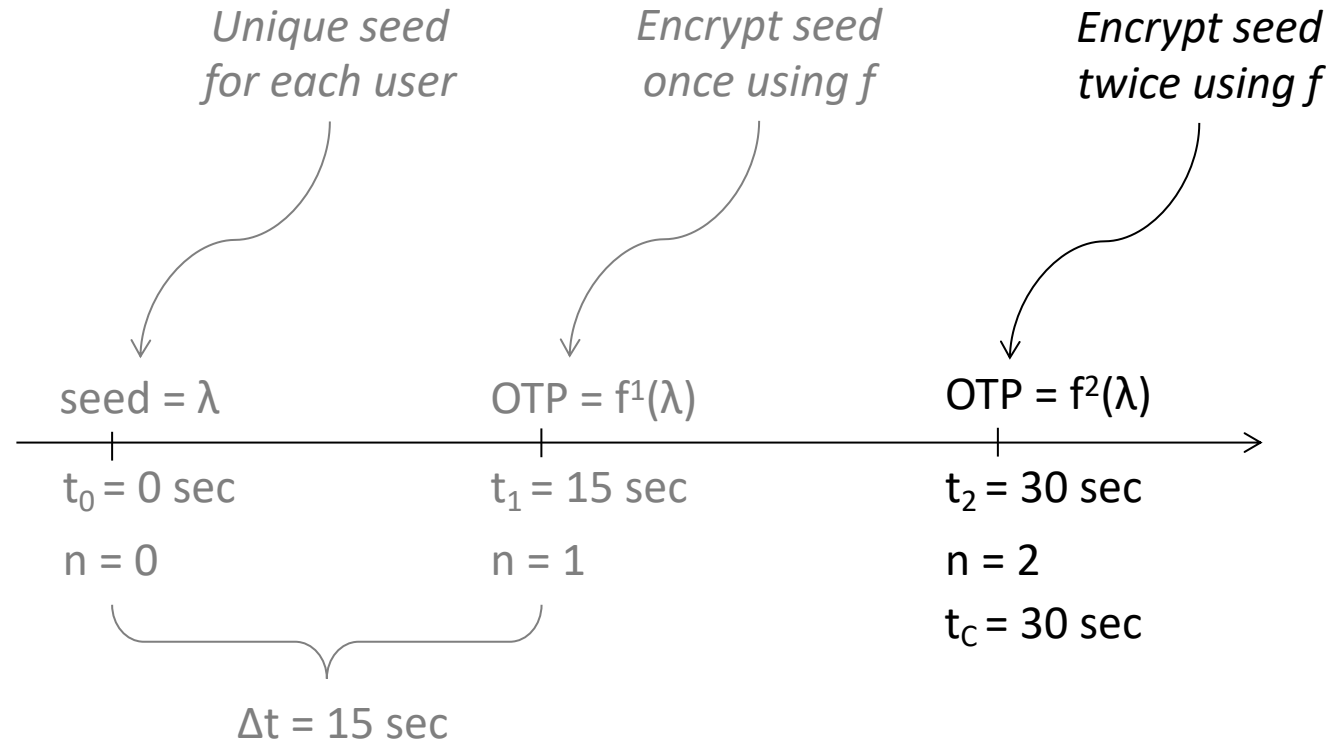 Unique seed
for each user
Encrypt seed
once using f
Encrypt seed
twice using f
seed = λ
OTP = f¹(λ)
OTP = f²(λ)
t₀ = 0 sec
t₁ = 15 sec
t₂ = 30 sec
n = 0
n = 1
n = 2
t_C = 30 sec
Δt = 15 sec